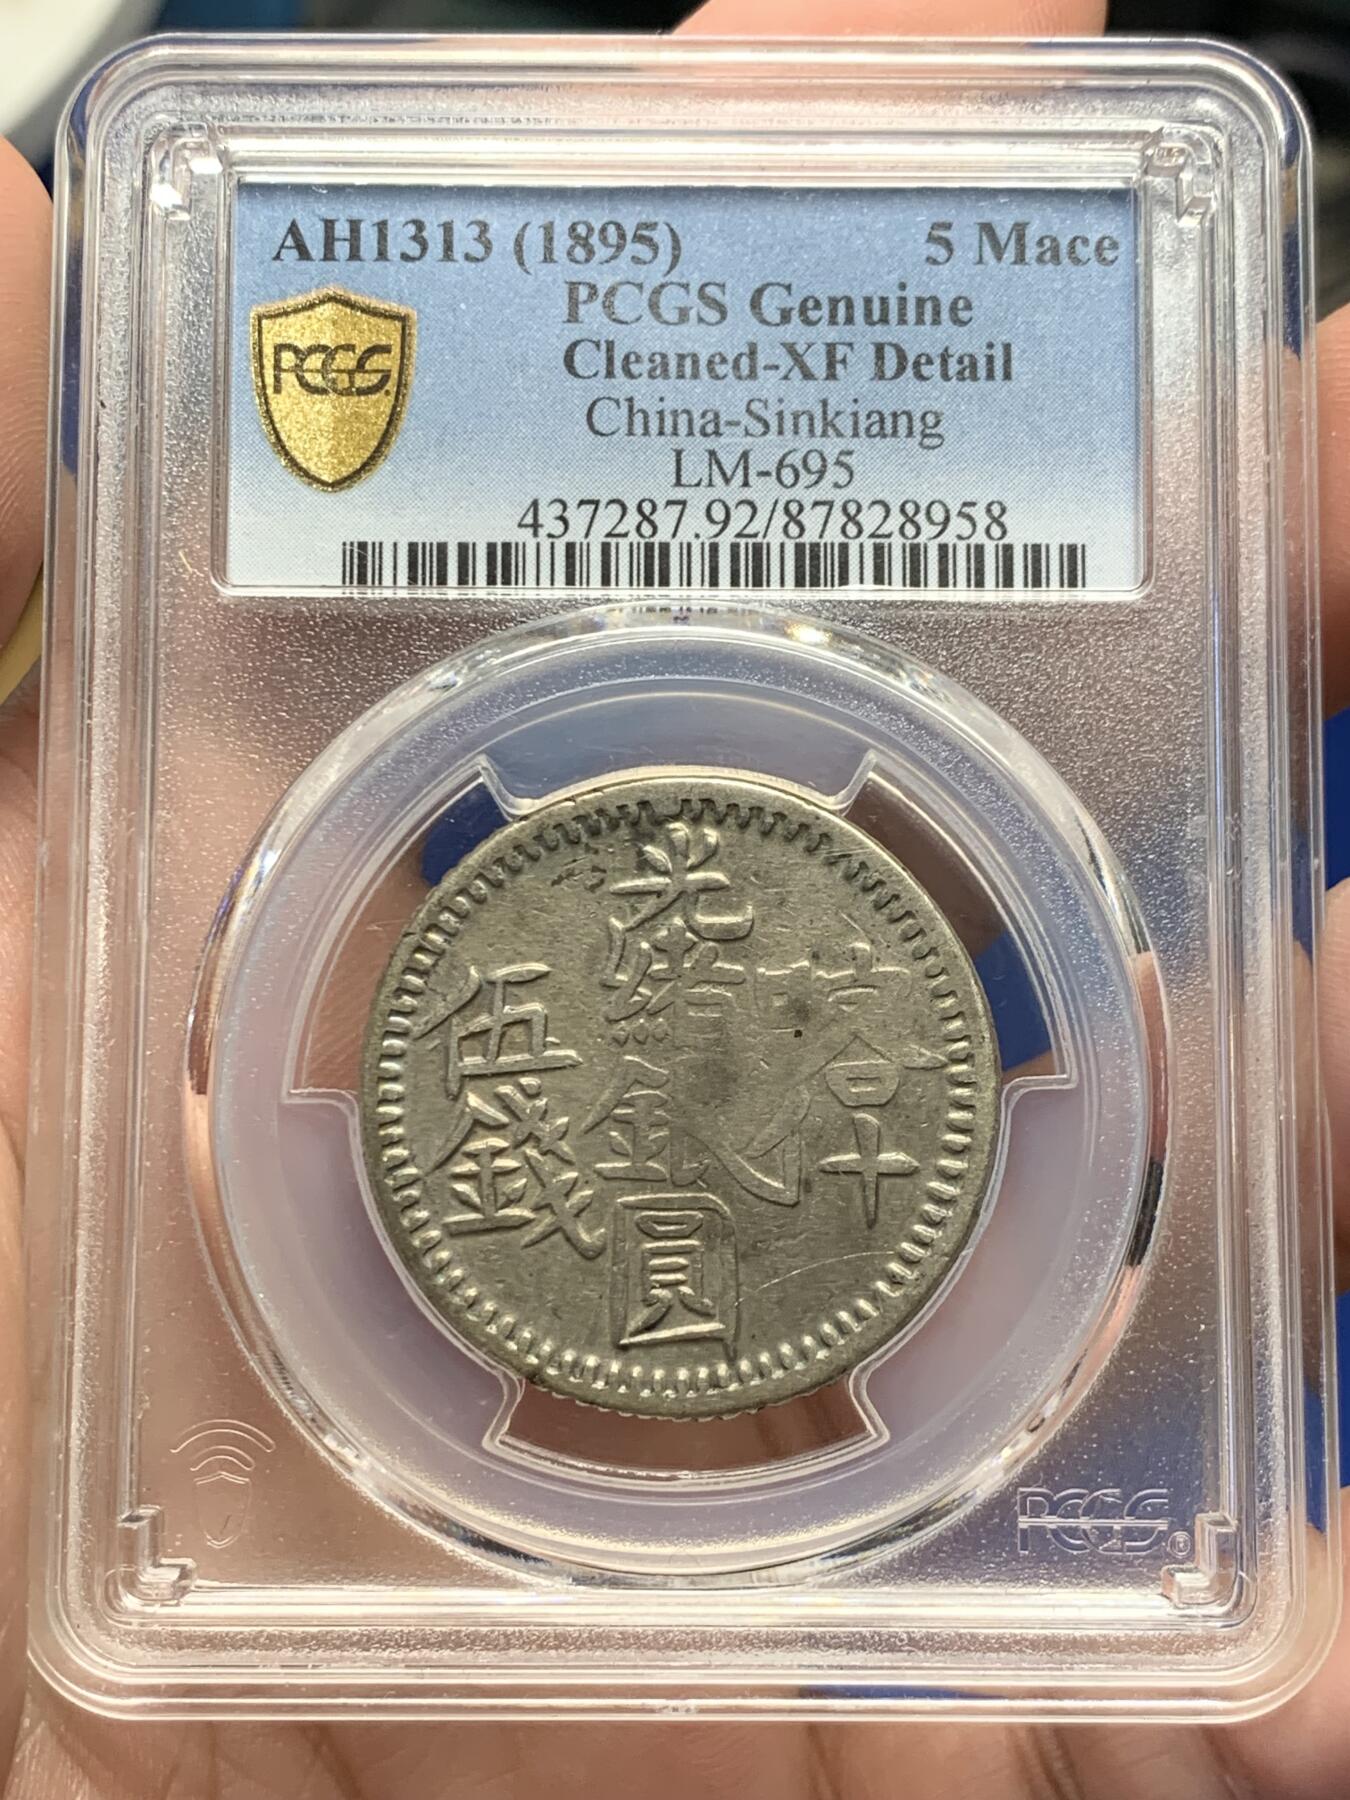 AH1313 (1895) 5 Mace
PCGS Genuine
Cleaned-XF Detail
China-Sinkiang
LM-695
437287.92/87828958
PCGS
喀什
光緒銀圓
伍錢
PCGS®